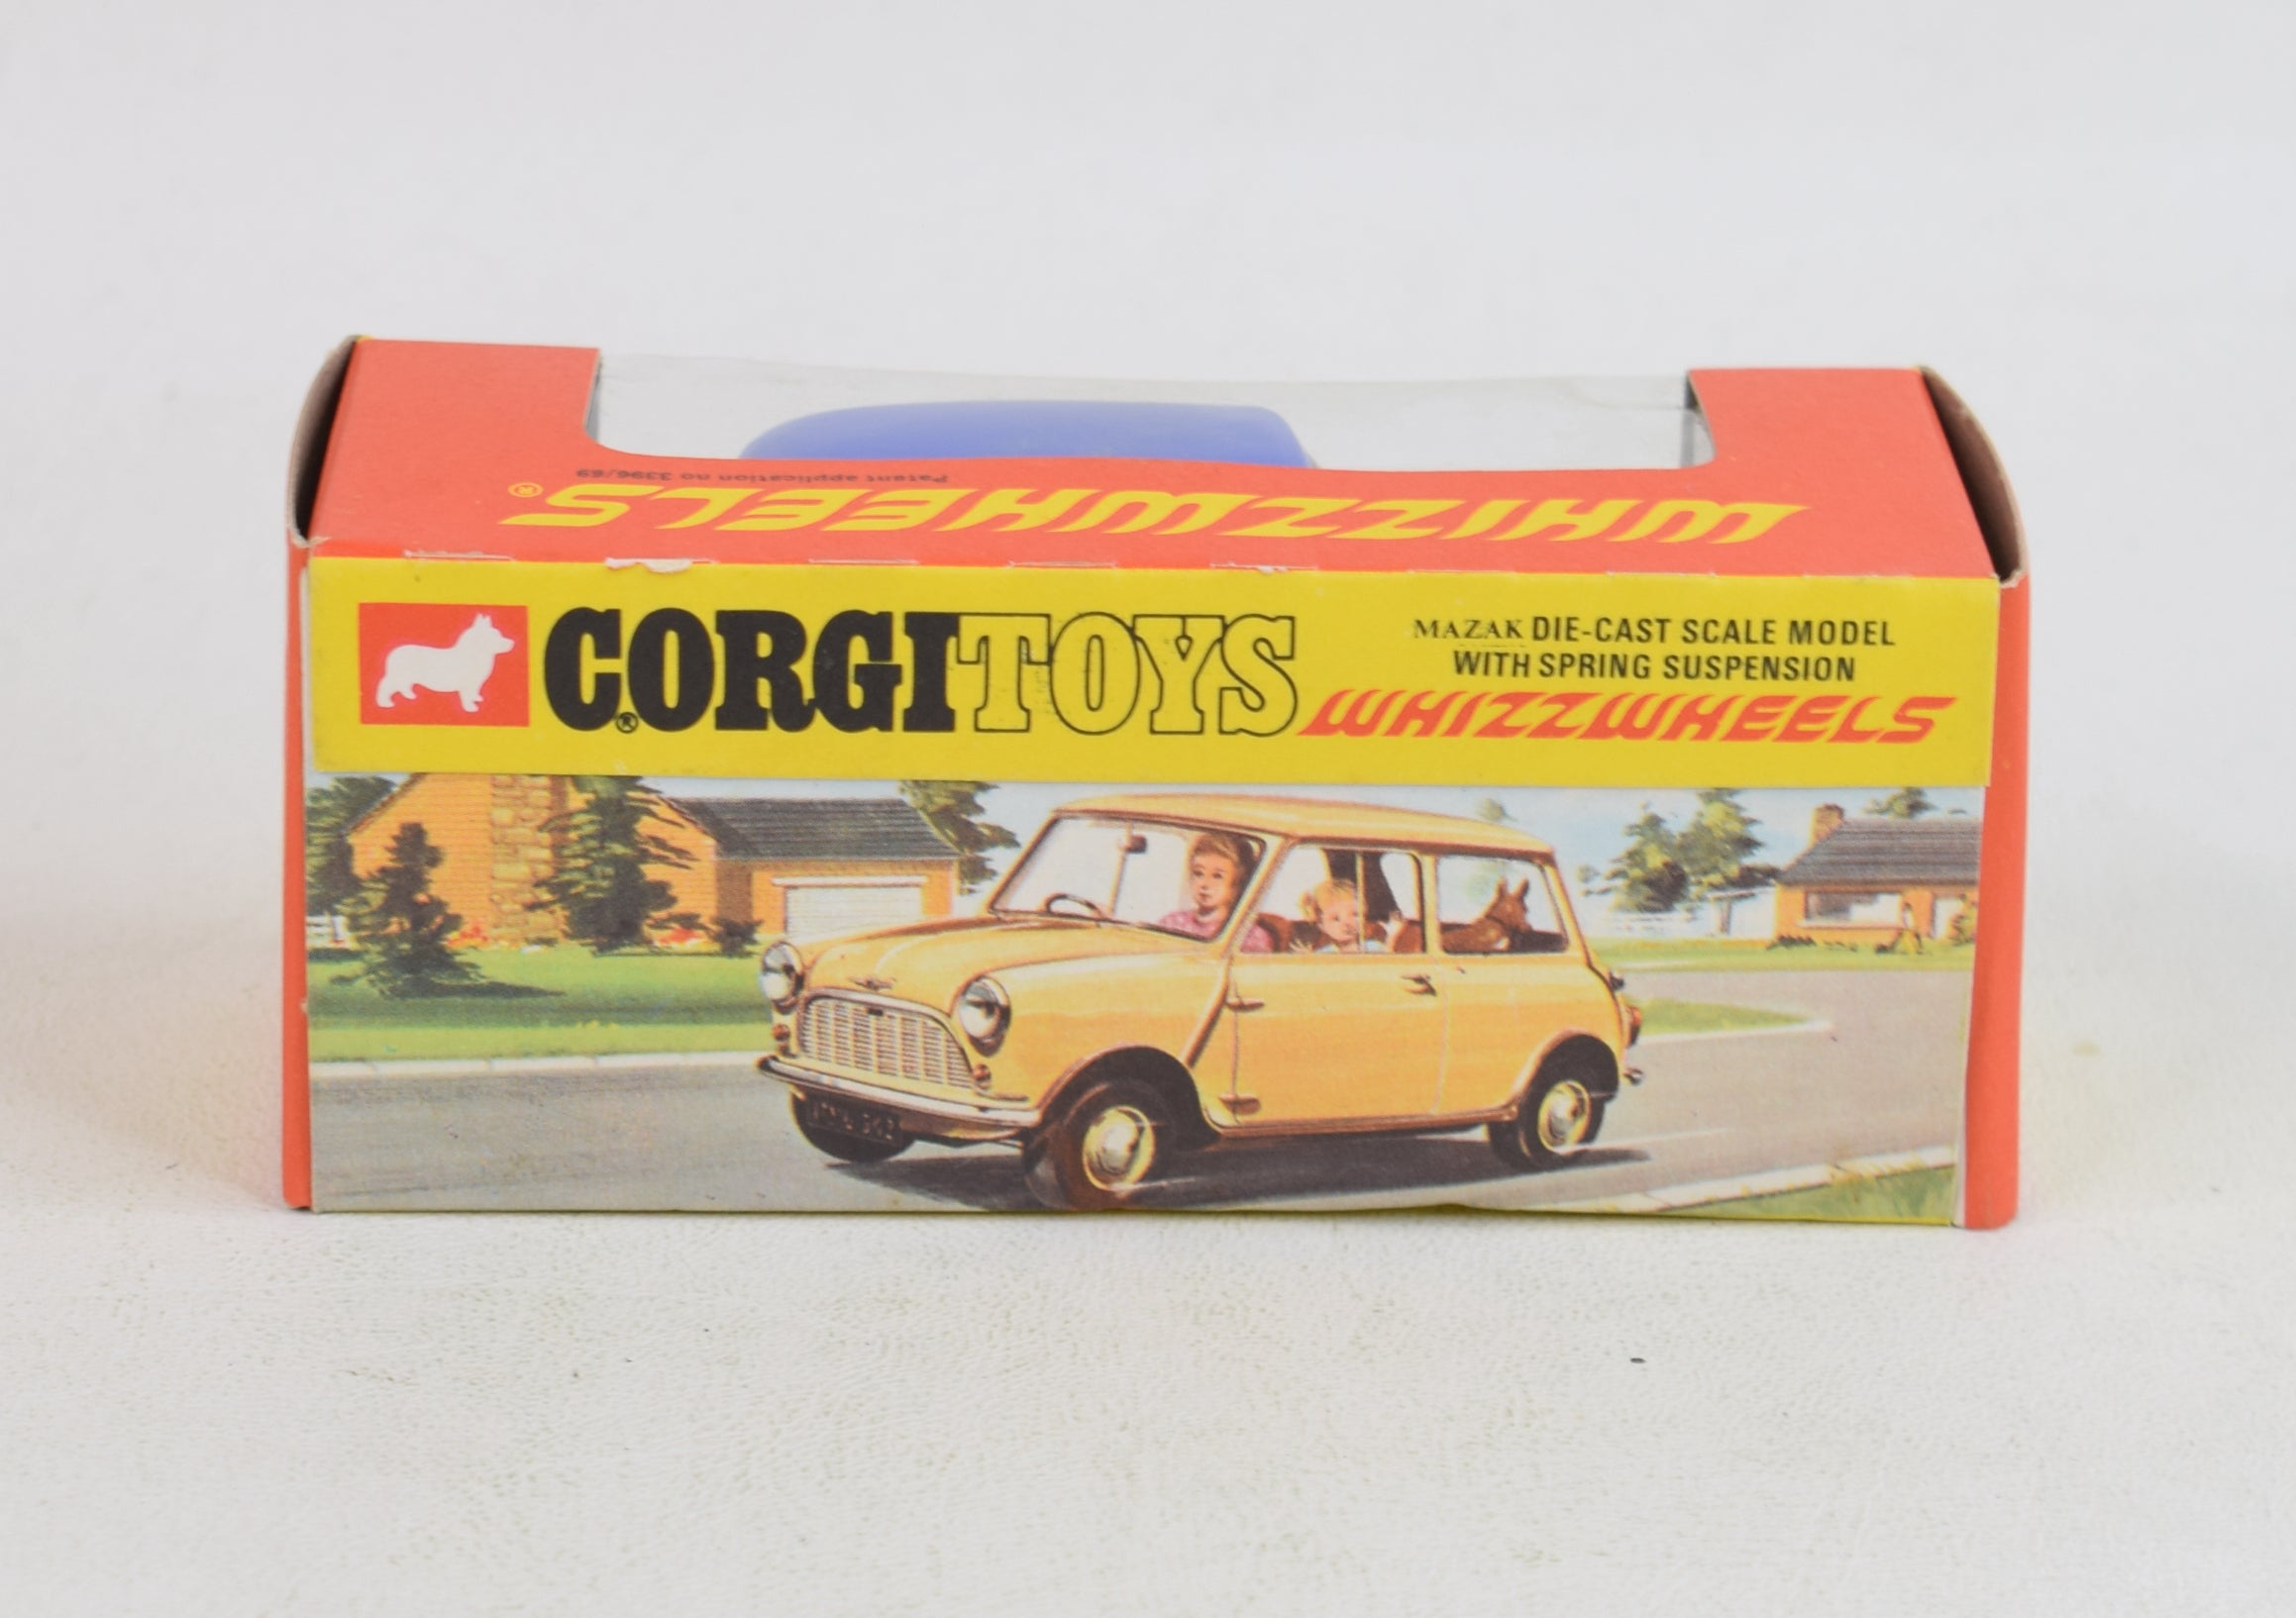 Patent application no 3396/69
WHIZZWHEELS®
CORGI® TOYS
MAZAK DIE-CAST SCALE MODEL
WITH SPRING SUSPENSION
WHIZZWHEELS